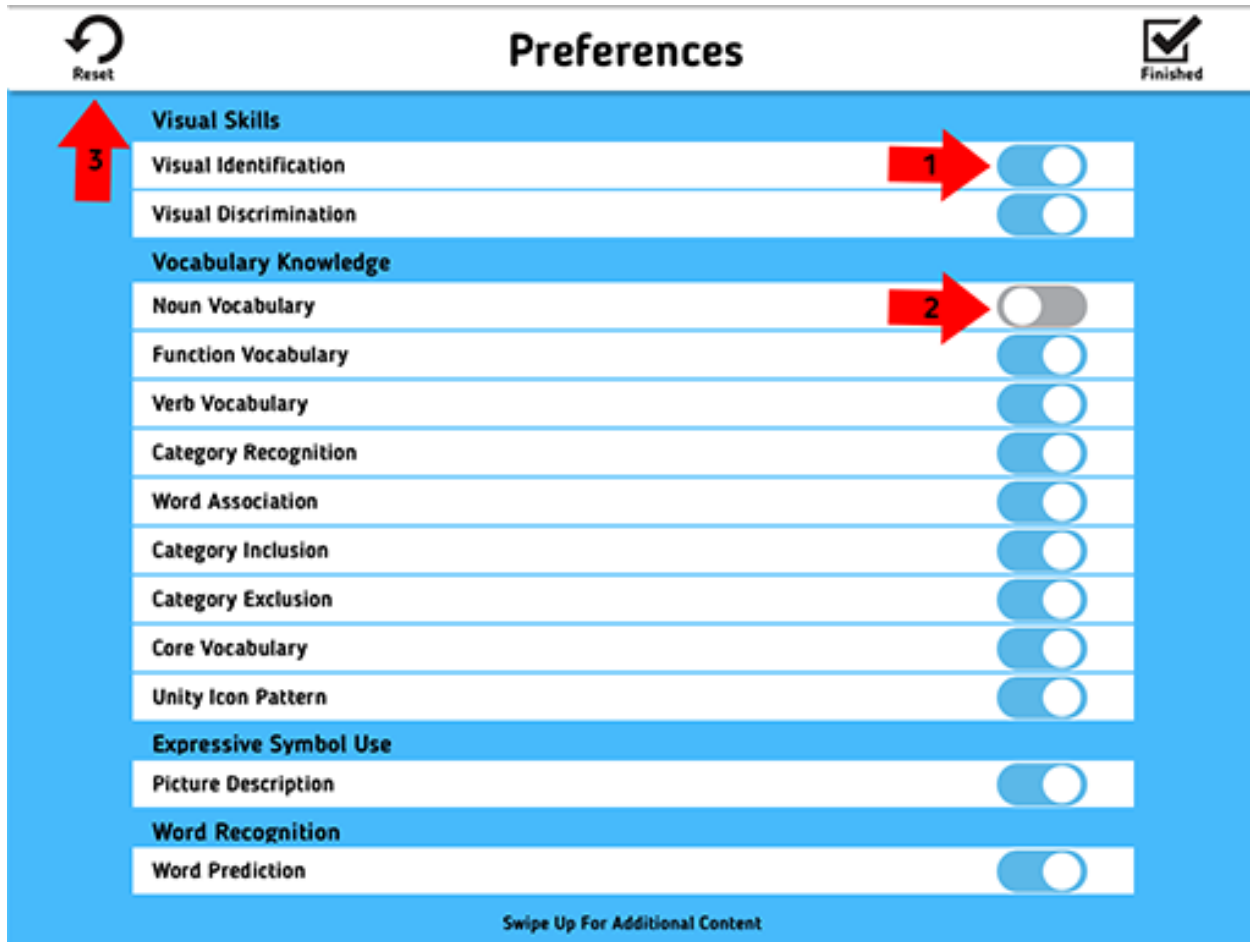 Preferences
Reset
Finished
Visual Skills
3
Visual Identification
1
Visual Discrimination
Vocabulary Knowledge
Noun Vocabulary
2
Function Vocabulary
Verb Vocabulary
Category Recognition
Word Association
Category Inclusion
Category Exclusion
Core Vocabulary
Unity Icon Pattern
Expressive Symbol Use
Picture Description
Word Recognition
Word Prediction
Swipe Up For Additional Content